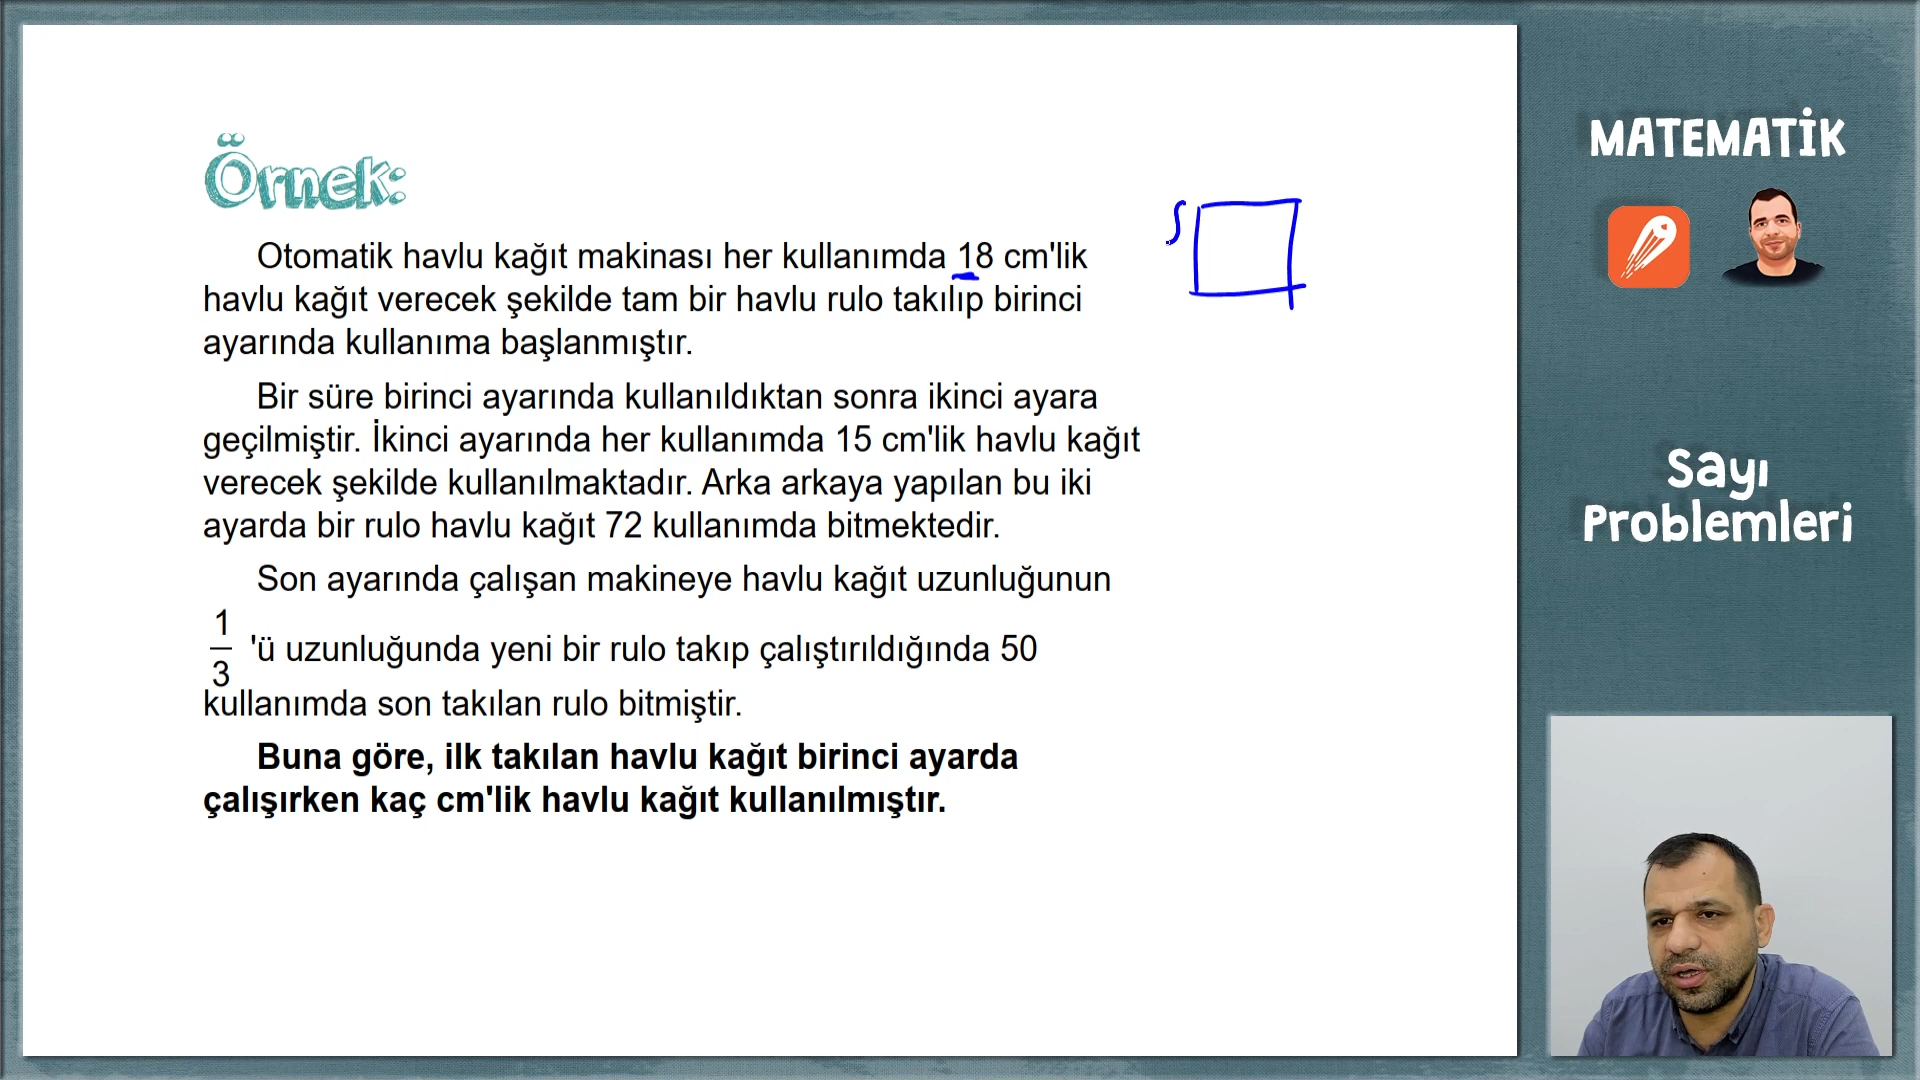 Örnek:
Otomatik havlu kağıt makinası her kullanımda 18 cm'lik
havlu kağıt verecek şekilde tam bir havlu rulo takılıp birinci
ayarında kullanıma başlanmıştır.
Bir süre birinci ayarında kullanıldıktan sonra ikinci ayara
geçilmiştir. İkinci ayarında her kullanımda 15 cm'lik havlu kağıt
verecek şekilde kullanılmaktadır. Arka arkaya yapılan bu iki
ayarda bir rulo havlu kağıt 72 kullanımda bitmektedir.
Son ayarında çalışan makineye havlu kağıt uzunluğunun
1/3 'ü uzunluğunda yeni bir rulo takıp çalıştırıldığında 50
kullanımda son takılan rulo bitmiştir.
Buna göre, ilk takılan havlu kağıt birinci ayarda
çalışırken kaç cm'lik havlu kağıt kullanılmıştır.
MATEMATİK
Sayı
Problemleri